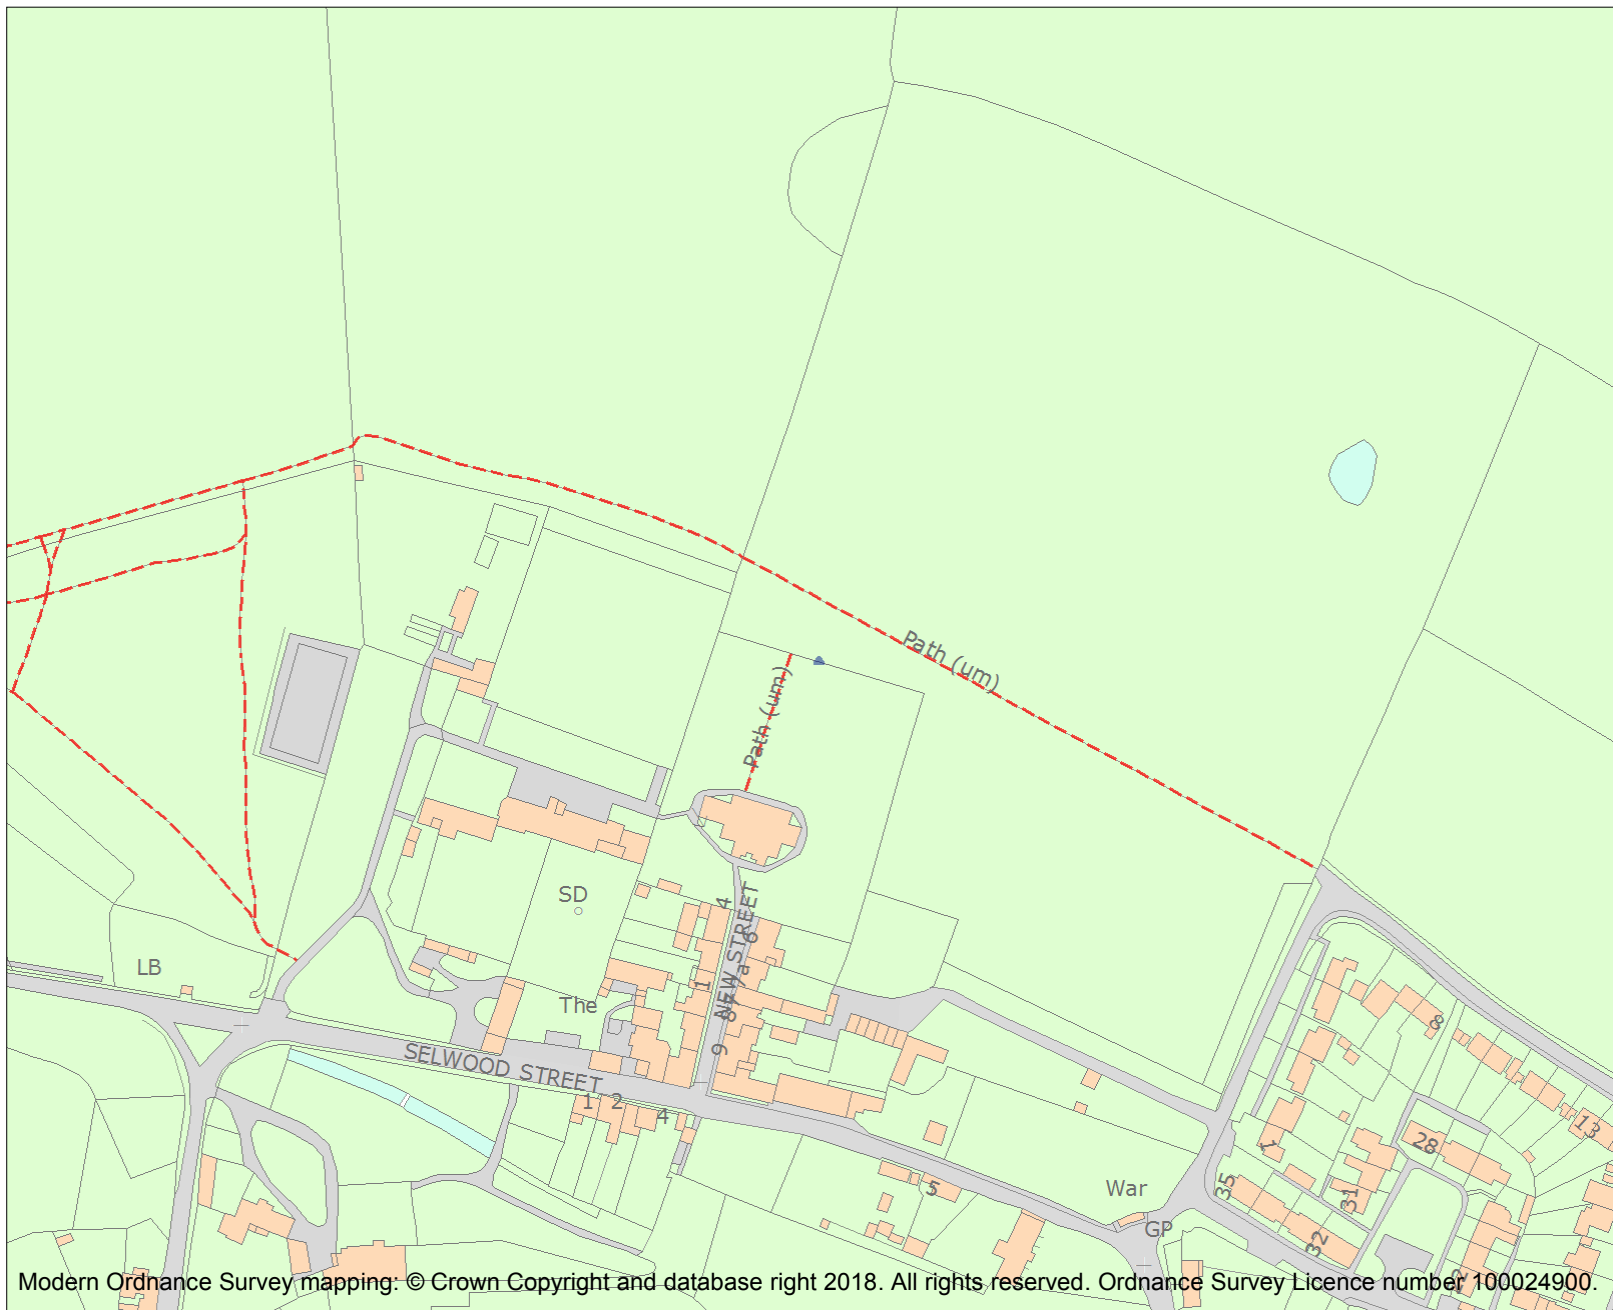 Path (um)
Path (um)
SD
4
NEW STREET
6
LB
The
1
7a
8
9
SELWOOD STREET
1
2
4
8
13
1
28
5
War
35
31
GP
32
Modern Ordnance Survey mapping: © Crown Copyright and database right 2018. All rights reserved. Ordnance Survey Licence number 100024900.